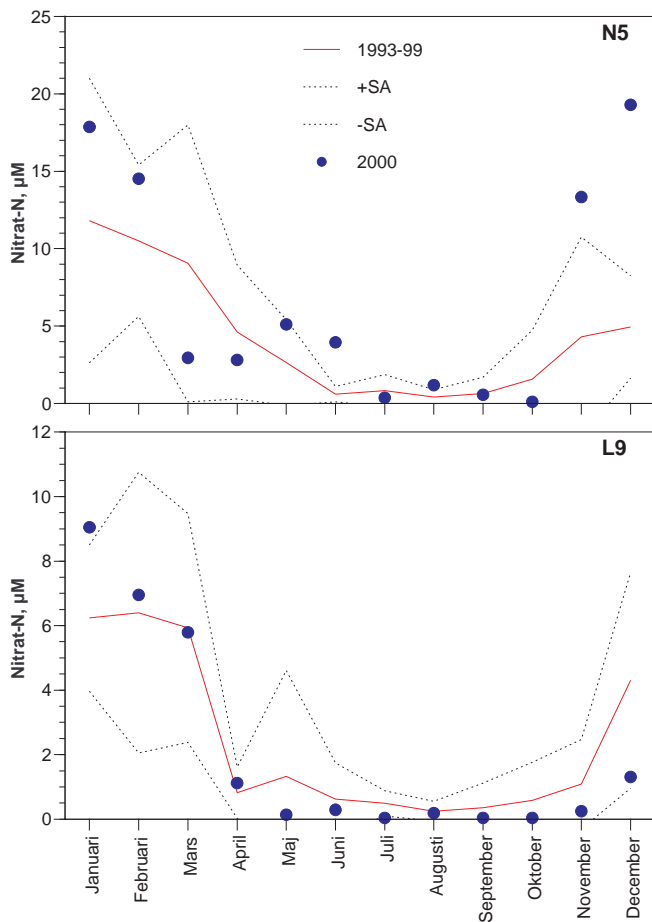 N5
1993-99
+SA
-SA
2000
Nitrat-N, µM
25
20
15
10
5
0
L9
Nitrat-N, µM
12
10
8
6
4
2
0
Januari
Februari
Mars
April
Maj
Juni
Juli
Augusti
September
Oktober
November
December